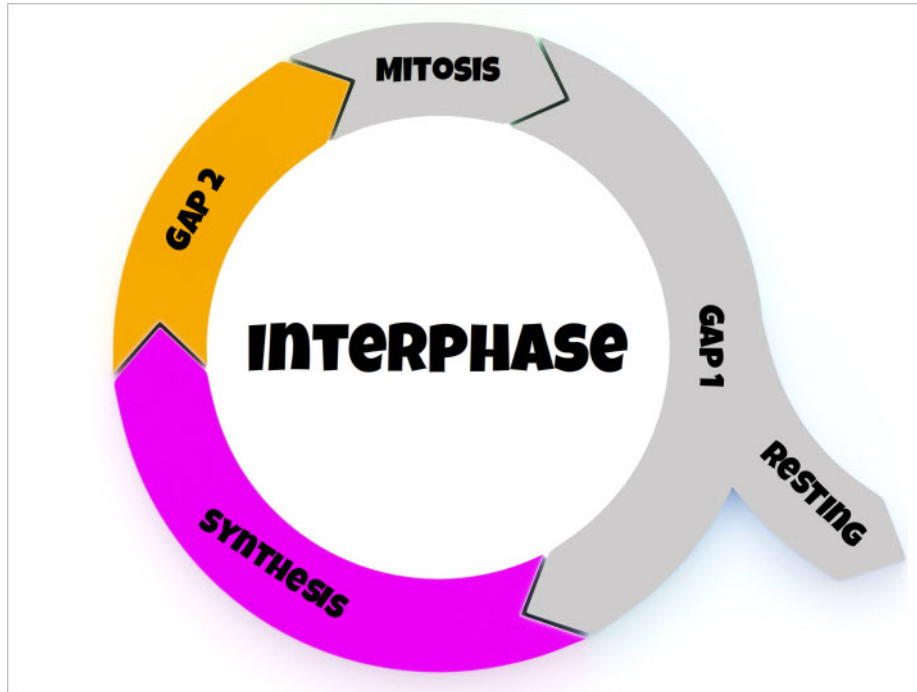 MITOSIS
GAP 2
INTERPHASE
GAP 1
RESTING
SYNTHESIS